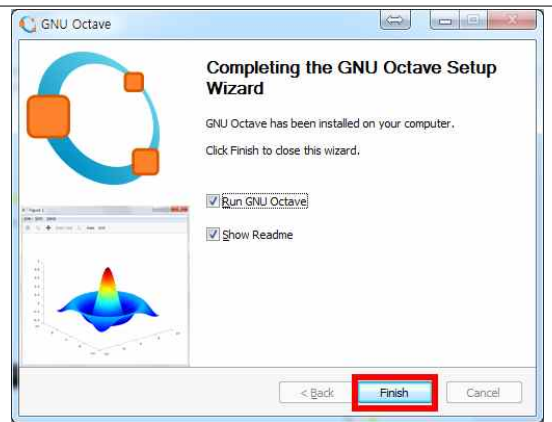 GNU Octave
Completing the GNU Octave Setup
Wizard
GNU Octave has been installed on your computer.
Click Finish to close this wizard.
Run GNU Octave
Show Readme
< Back
Finish
Cancel